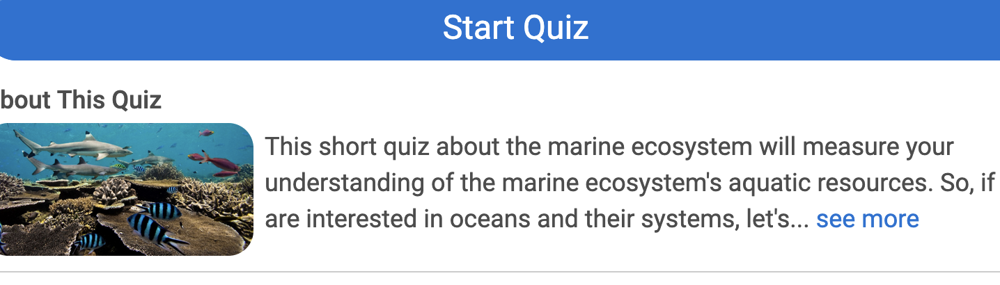 Start Quiz
bout This Quiz
This short quiz about the marine ecosystem will measure your
understanding of the marine ecosystem's aquatic resources. So, if
are interested in oceans and their systems, let's... see more